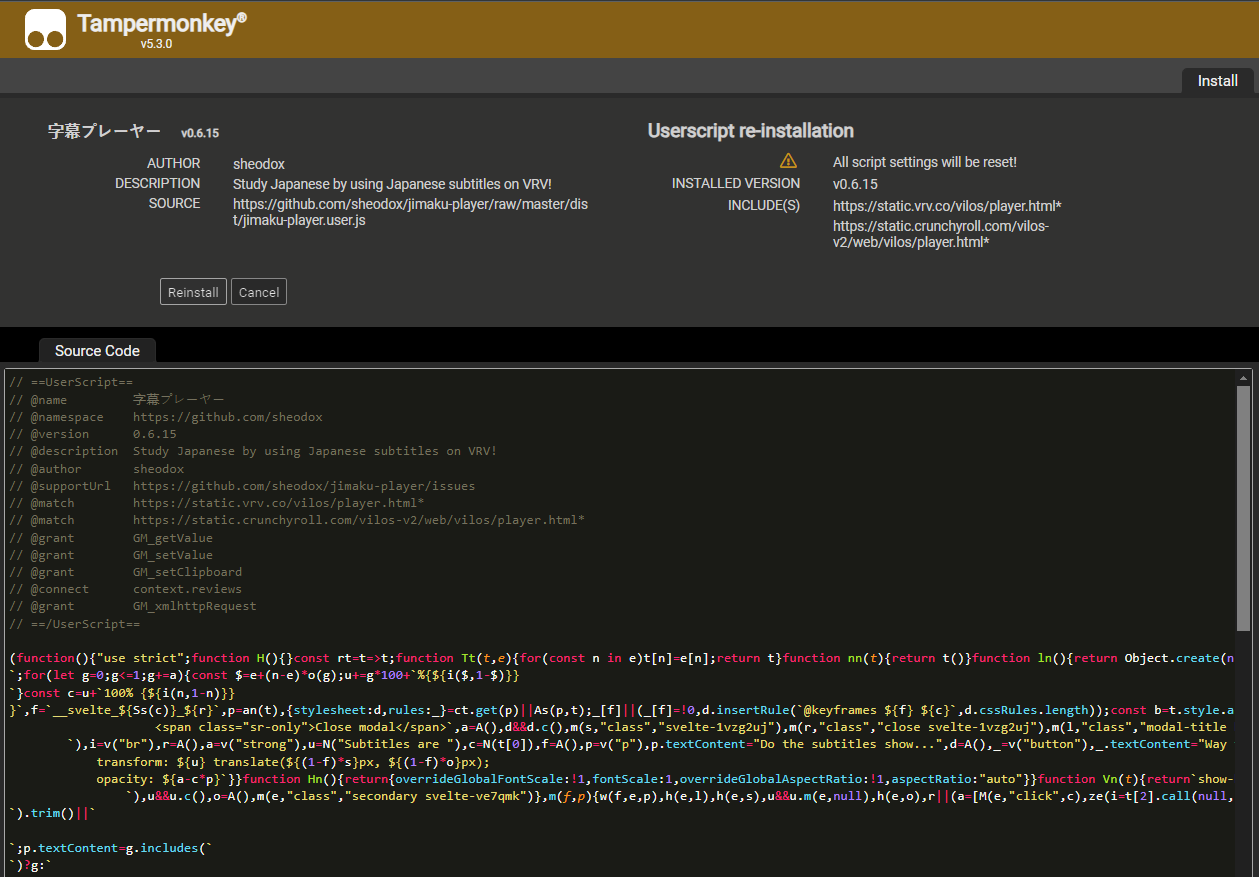 Tampermonkey®
v5.3.0
Install
字幕プレーヤー v0.6.15
AUTHOR sheodox
DESCRIPTION Study Japanese by using Japanese subtitles on VRV!
SOURCE https://github.com/sheodox/jimaku-player/raw/master/dis
t/jimaku-player.user.js
Userscript re-installation
All script settings will be reset!
INSTALLED VERSION v0.6.15
INCLUDE(S) https://static.vrv.co/vilos/player.html*
https://static.crunchyroll.com/vilos-
v2/web/vilos/player.html*
Reinstall Cancel
Source Code
// ==UserScript==
// @name 字幕プレーヤー
// @namespace https://github.com/sheodox
// @version 0.6.15
// @description Study Japanese by using Japanese subtitles on VRV!
// @author sheodox
// @supportUrl https://github.com/sheodox/jimaku-player/issues
// @match https://static.vrv.co/vilos/player.html*
// @match https://static.crunchyroll.com/vilos-v2/web/vilos/player.html*
// @grant GM_getValue
// @grant GM_setValue
// @grant GM_setClipboard
// @connect context.reviews
// @grant GM_xmlhttpRequest
// ==/UserScript==
(function(){"use strict";function H(){}const rt=t=>t;function Tt(t,e){for(const n in e)t[n]=e[n];return t}function nn(t){return t()}function ln(){return Object.create(n
`;for(let g=0;g<=1;g+=a){const $=e+(n-e)*o(g);u+=g*100+`%{${i($,1-$)}}
`}const c=u+`100% {${i(n,1-n)}}
}`,f=`__svelte_${Ss(c)}_${r}`,p=an(t),{stylesheet:d,rules:_}=ct.get(p)||As(p,t);_[f]||(_[f]=!0,d.insertRule(`@keyframes ${f} ${c}`,d.cssRules.length));const b=t.style.a
<span class="sr-only">Close modal</span>`,a=A(),d&&d.c(),m(s,"class","svelte-1vzg2uj"),m(r,"class","close svelte-1vzg2uj"),m(l,"class","modal-title
`),i=v("br"),r=A(),a=v("strong"),u=N("Subtitles are "),c=N(t[0]),f=A(),p=v("p"),p.textContent="Do the subtitles show...",d=A(),_=v("button"),_.textContent="Way
transform: ${u} translate(${(1-f)*s}px, ${(1-f)*o}px);
opacity: ${a-c*p}`}}function Hn(){return{overrideGlobalFontScale:!1,fontScale:1,overrideGlobalAspectRatio:!1,aspectRatio:"auto"}}function Vn(t){return`show-
`),u&&u.c(),o=A(),m(e,"class","secondary svelte-ve7qmk")},m(f,p){w(f,e,p),h(e,l),h(e,s),u&&u.m(e,null),h(e,o),r||(a=[M(e,"click",c),ze(i=t[2].call(null,
`).trim()||`
`;p.textContent=g.includes(`
`)?g:`